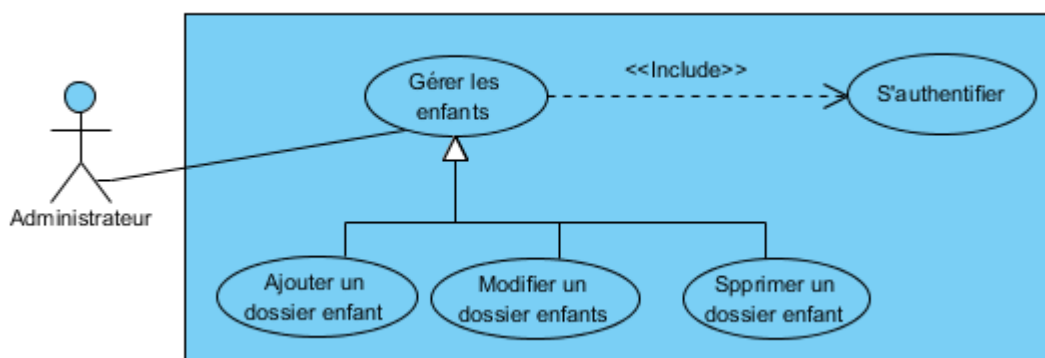 Gérer les
enfants
<<Include>>
S'authentifier
Administrateur
Ajouter un
dossier enfant
Modifier un
dossier enfants
Spprimer un
dossier enfant